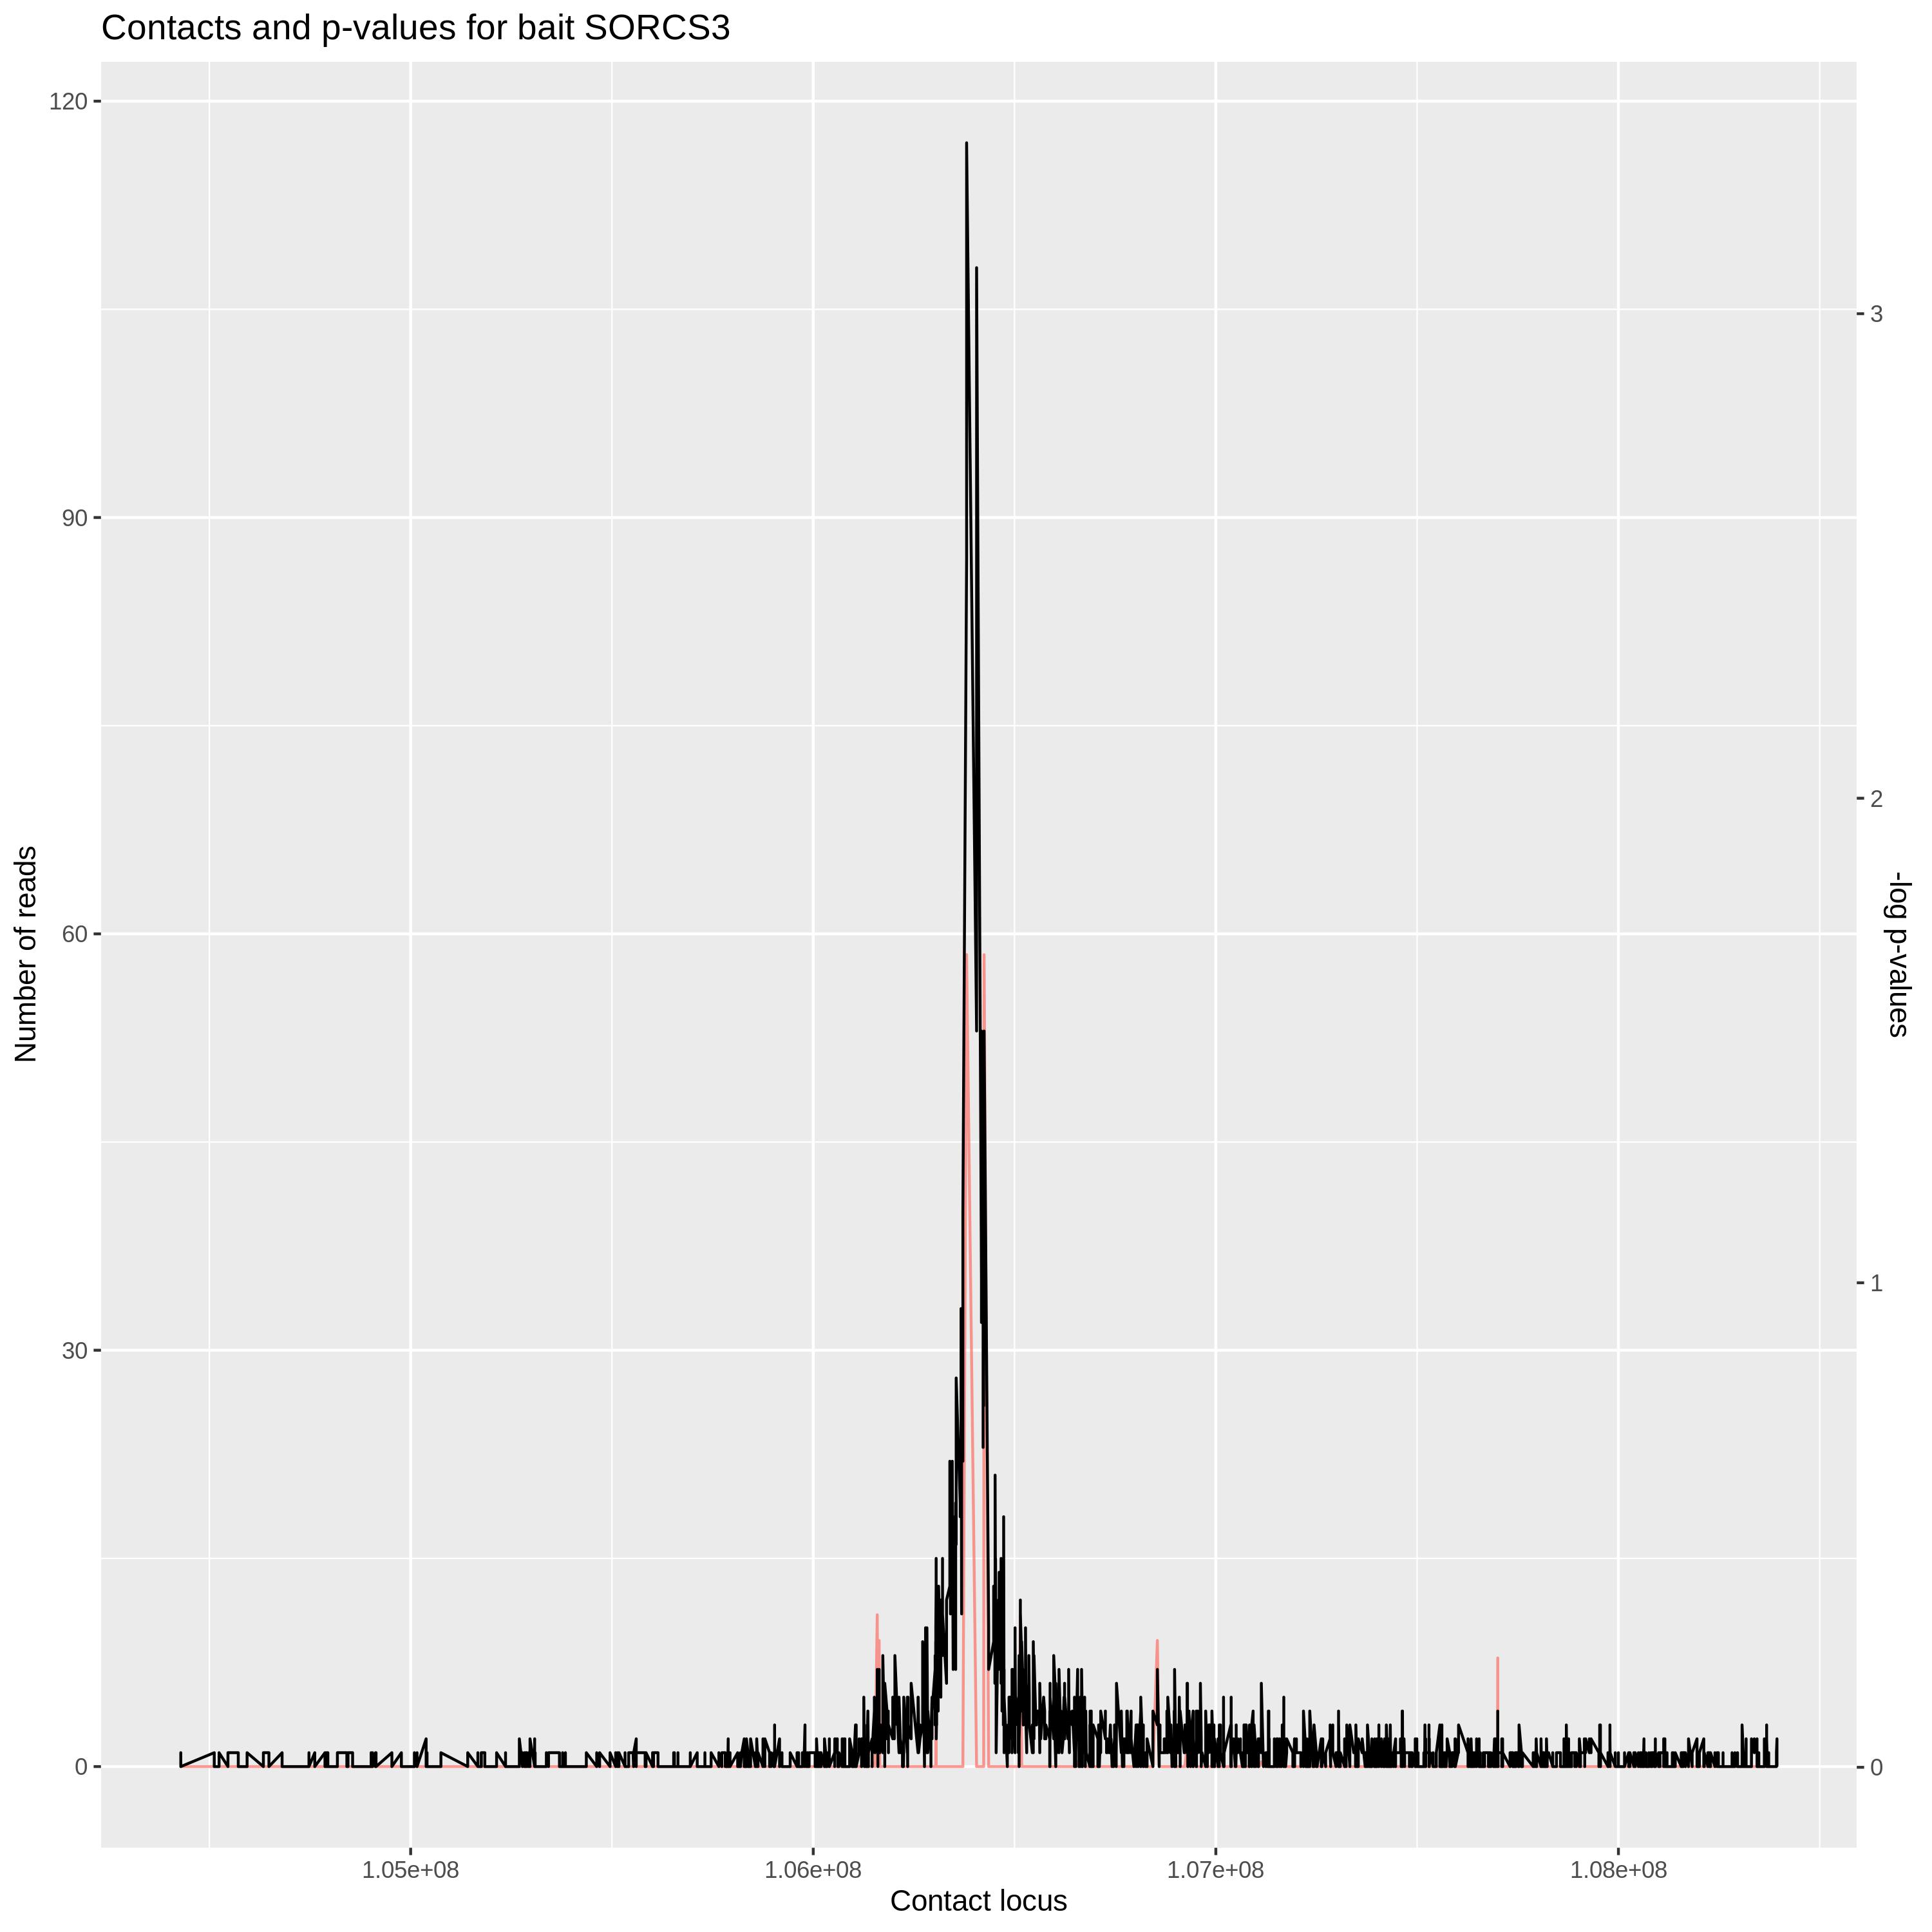 Contacts and p-values for bait SORCS3
120
90
60
30
0
Number of reads
3
2
1
0
-log p-values
1.05e+08
1.06e+08
1.07e+08
1.08e+08
Contact locus